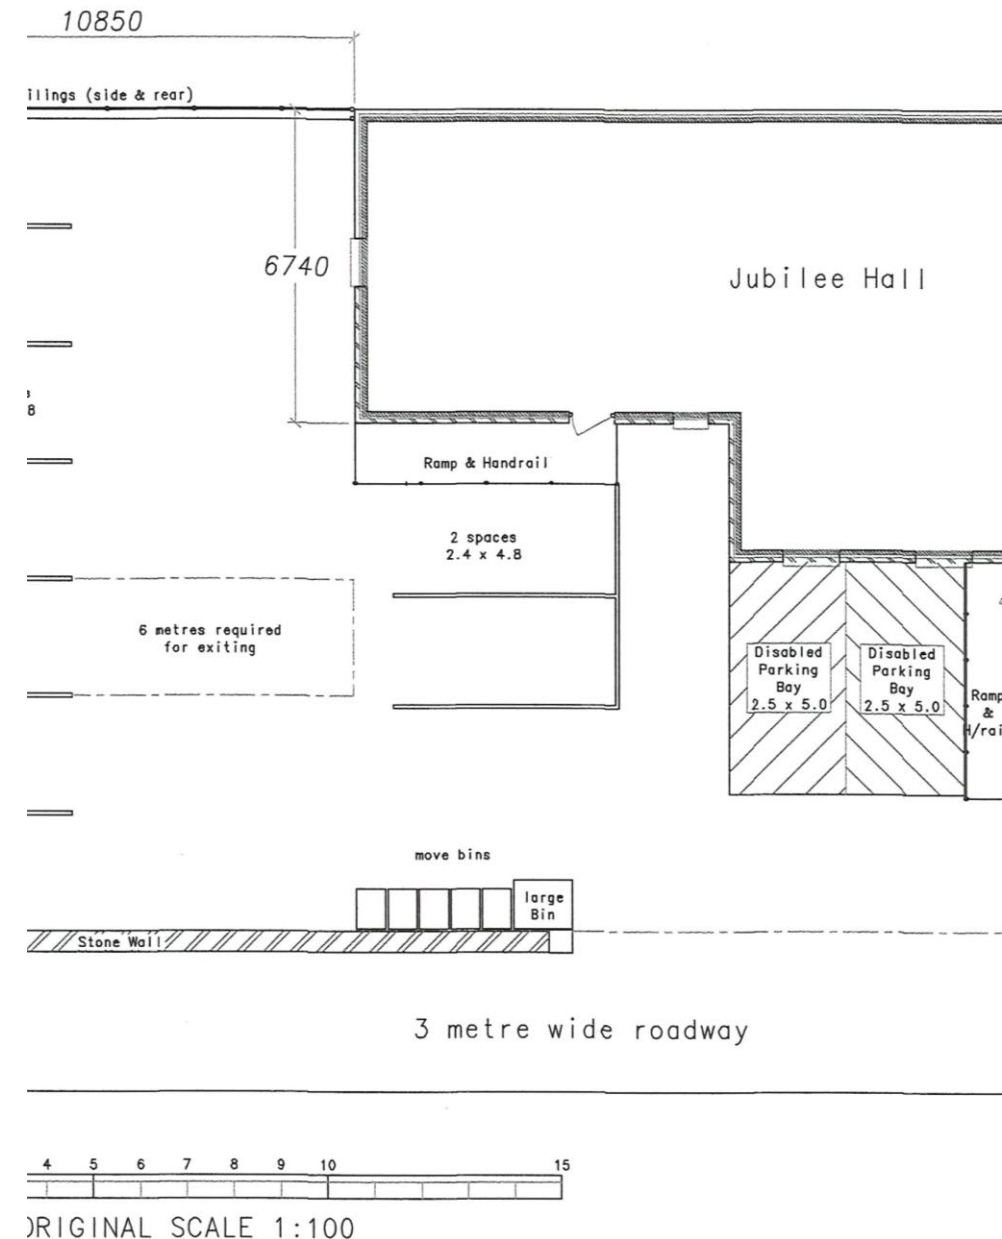 10850
ilings (side & rear)
6740
Jubilee Hall
8
Ramp & Handrail
2 spaces
2.4 x 4.8
6 metres required
for exiting
Disabled
Parking
Bay
2.5 x 5.0
Disabled
Parking
Bay
2.5 x 5.0
Ramp
&
H/rai
move bins
large
Bin
Stone Wall
3 metre wide roadway
4 5 6 7 8 9 10 15
ORIGINAL SCALE 1:100